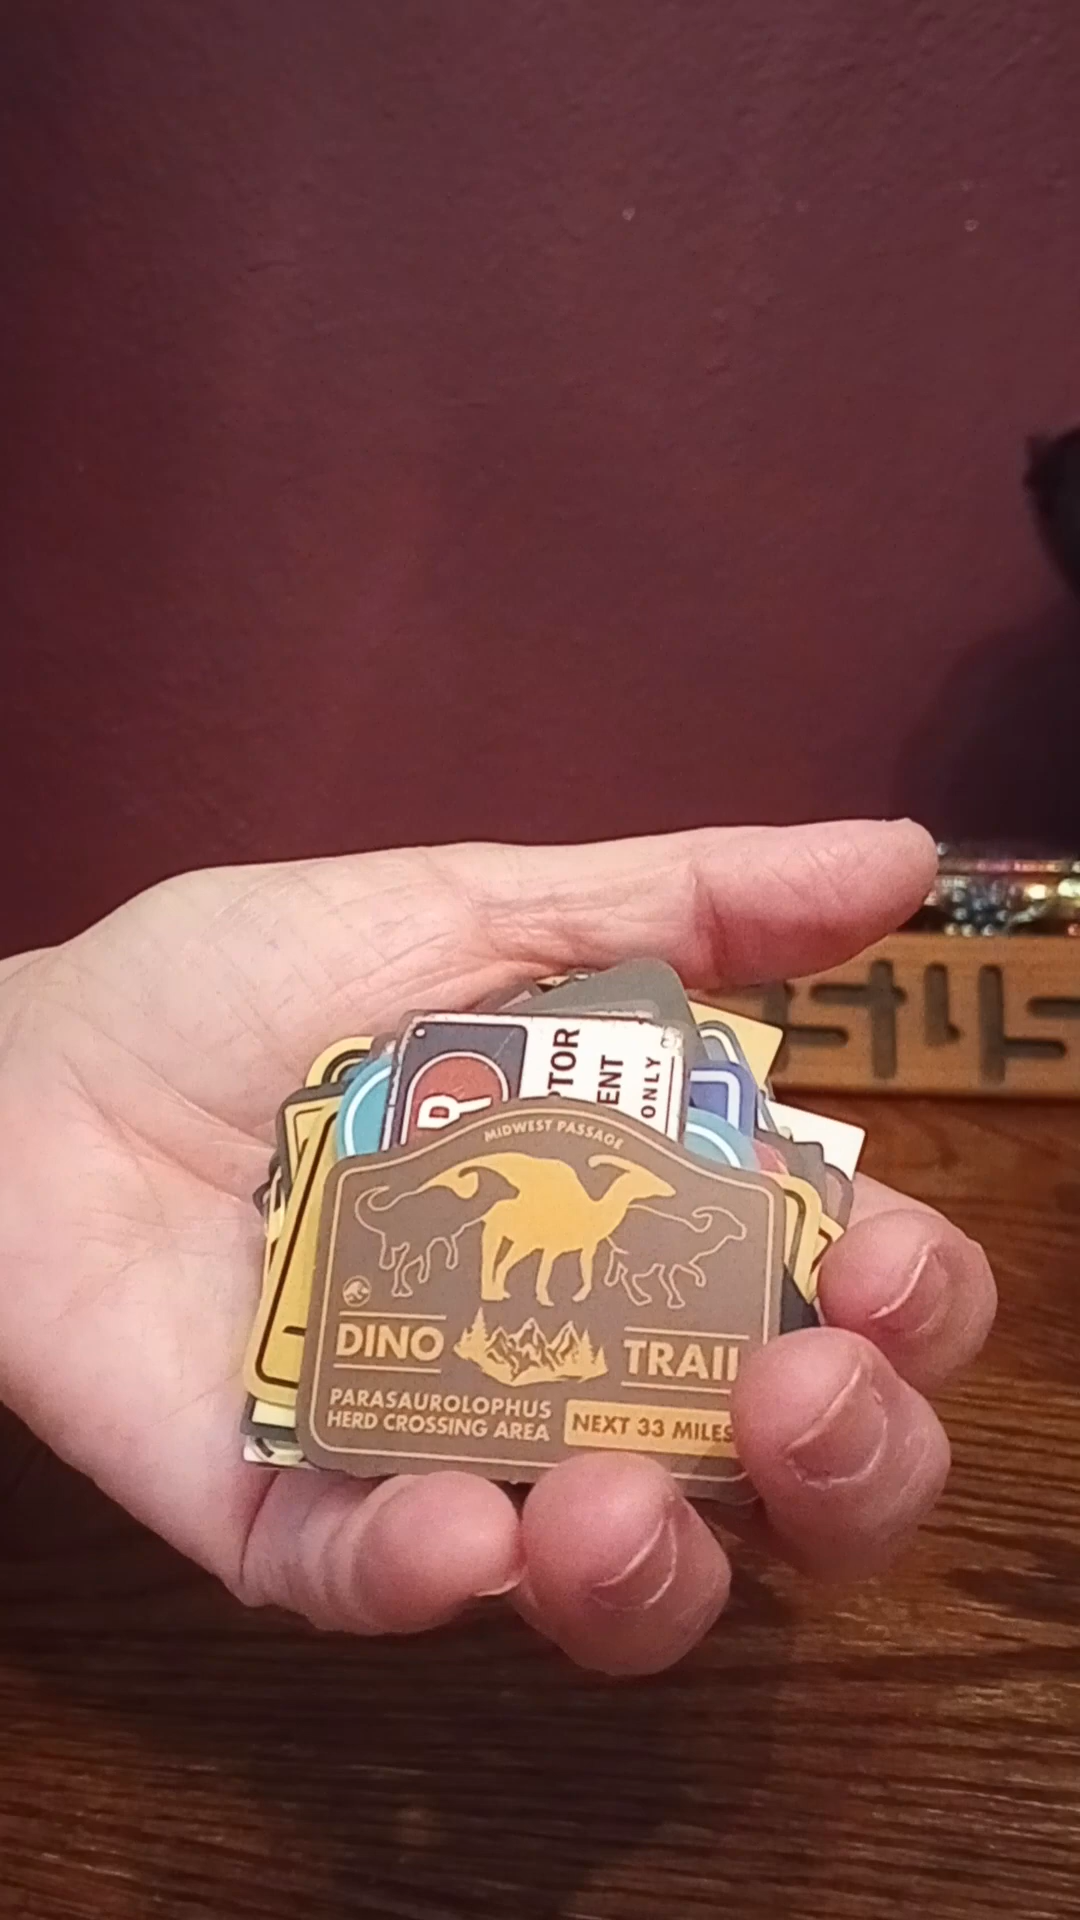 TOR
ENT
ONLY
R
MIDWEST PASSAGE
DINO TRAIL
PARASAUROLOPHUS
HERD CROSSING AREA
NEXT 33 MILES